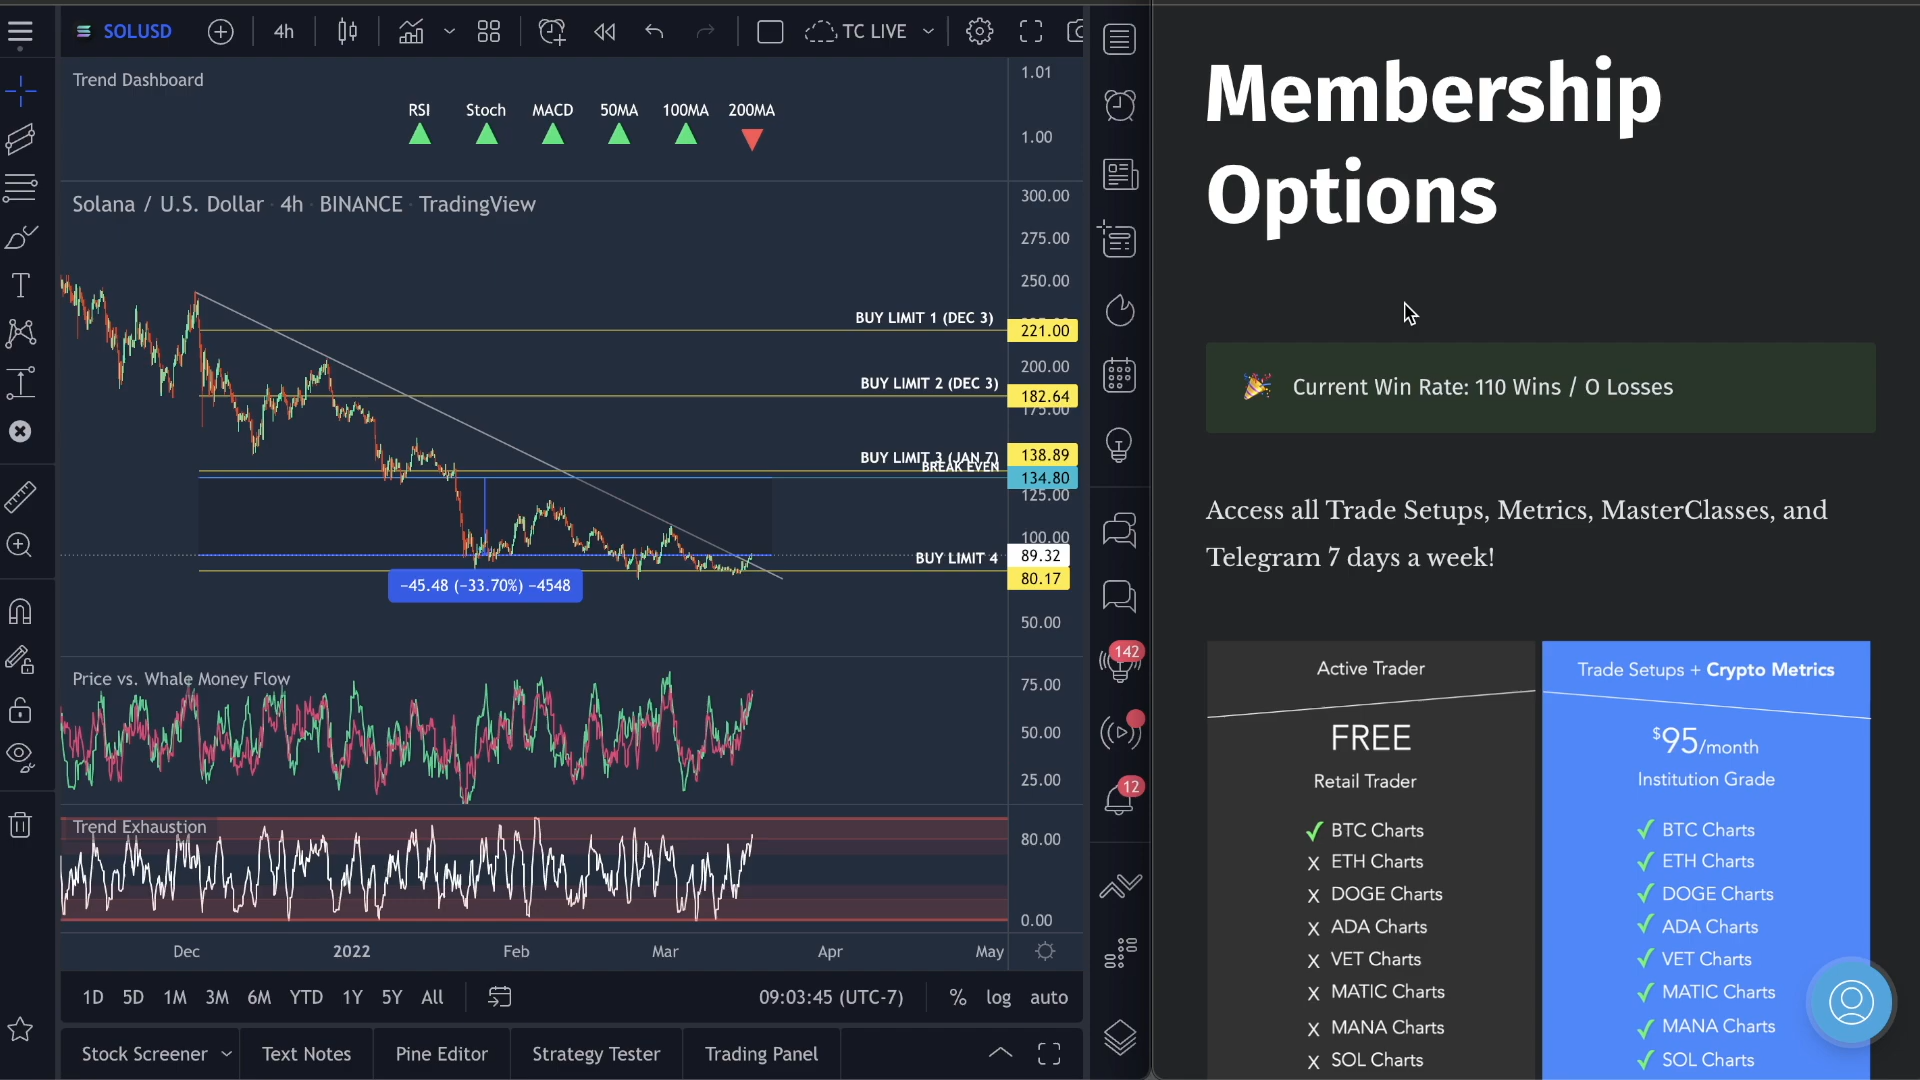 SOLUSD
4h
TC LIVE
Trend Dashboard
RSI Stoch MACD 50MA 100MA 200MA
1.01
1.00
Solana / U.S. Dollar · 4h · BINANCE · TradingView
300.00
275.00
250.00
BUY LIMIT 1 (DEC 3)
221.00
200.00
BUY LIMIT 2 (DEC 3)
182.64
175.00
BUY LIMIT 3 (JAN 7)
138.89
BREAK EVEN
134.80
125.00
100.00
BUY LIMIT 4
89.32
80.17
−45.48 (−33.70%) −4548
50.00
Price vs. Whale Money Flow
75.00
50.00
25.00
Trend Exhaustion
80.00
0.00
Dec 2022 Feb Mar Apr May
1D 5D 1M 3M 6M YTD 1Y 5Y All
09:03:45 (UTC-7)
% log auto
Stock Screener Text Notes Pine Editor Strategy Tester Trading Panel
142
12
Membership
Options
Current Win Rate: 110 Wins / O Losses
Access all Trade Setups, Metrics, MasterClasses, and
Telegram 7 days a week!
Active Trader
FREE
Retail Trader
✓ BTC Charts
X ETH Charts
X DOGE Charts
X ADA Charts
X VET Charts
X MATIC Charts
X MANA Charts
X SOL Charts
Trade Setups + Crypto Metrics
$95/month
Institution Grade
✓ BTC Charts
✓ ETH Charts
✓ DOGE Charts
✓ ADA Charts
✓ VET Charts
✓ MATIC Charts
✓ MANA Charts
✓ SOL Charts